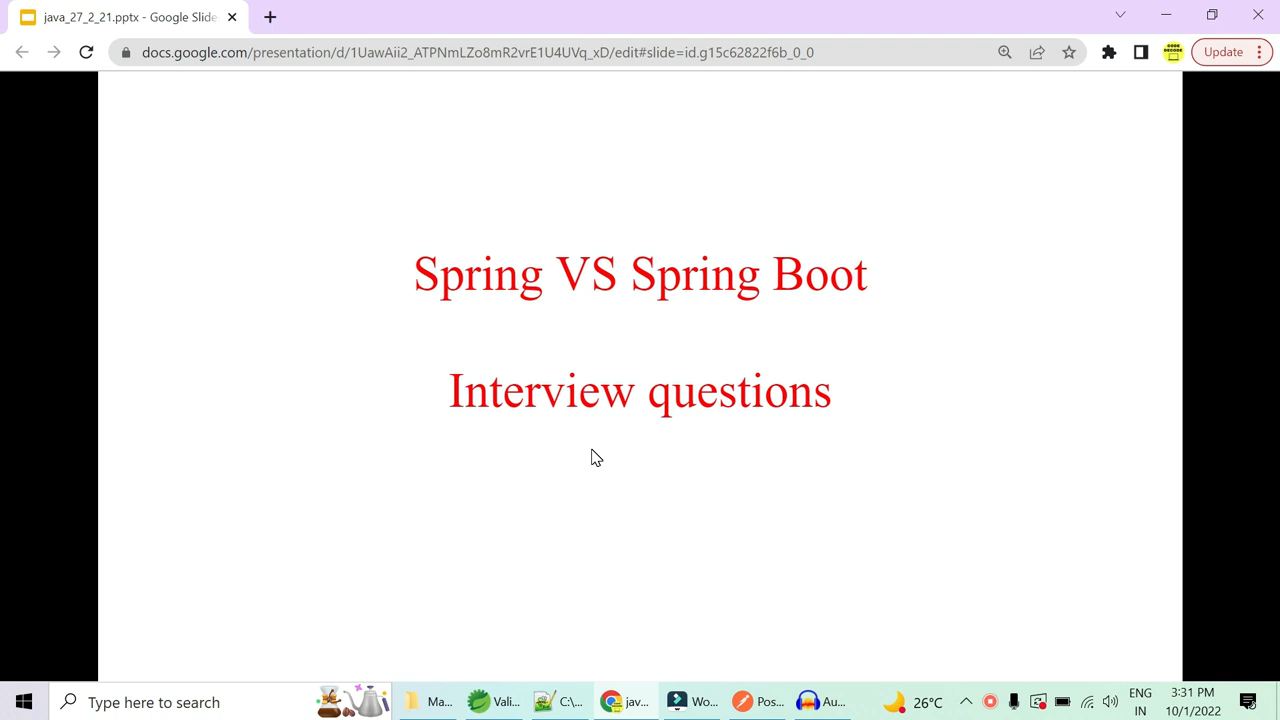 java_27_2_21.pptx - Google Slide
docs.google.com/presentation/d/1UawAii2_ATPNmLZo8mR2vrE1U4UVq_xD/edit#slide=id.g15c62822f6b_0_0
CODE
DECODE
Update
Spring VS Spring Boot
Interview questions
Type here to search
Ma...
Vali...
C:\...
jav...
Wo...
Pos...
Au...
26°C
ENG
IN
3:31 PM
10/1/2022